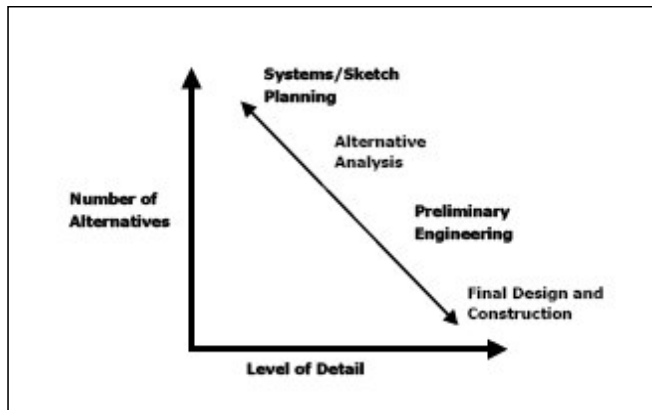 Systems/Sketch
Planning
Alternative
Analysis
Number of
Alternatives
Preliminary
Engineering
Final Design and
Construction
Level of Detail